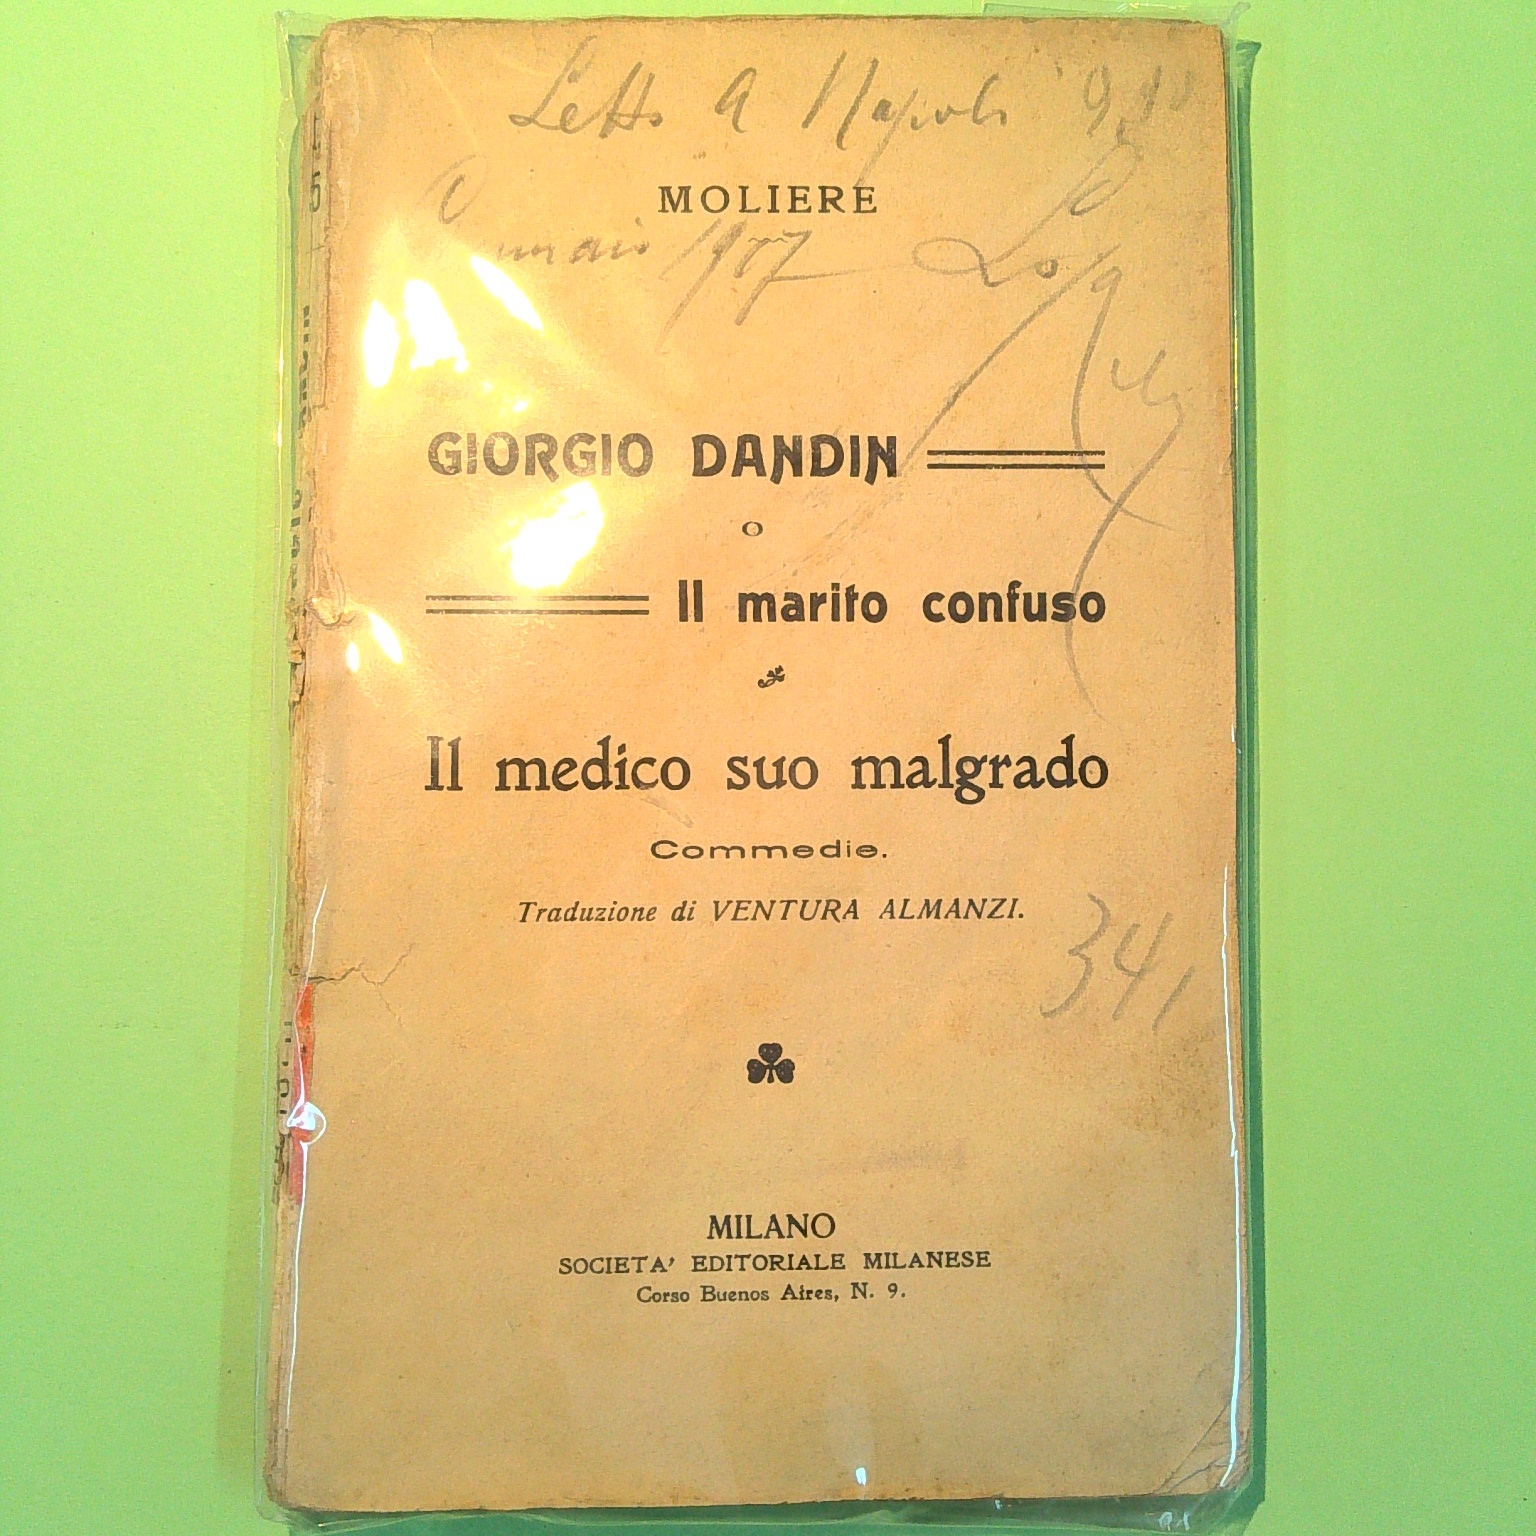 Letto a Napoli
MOLIERE
1907
GIORGIO DANDIN
O
Il marito confuso
Il medico suo malgrado
Commedie.
Traduzione di VENTURA ALMANZI.
341
MILANO
SOCIETA' EDITORIALE MILANESE
Corso Buenos Aires, N. 9.